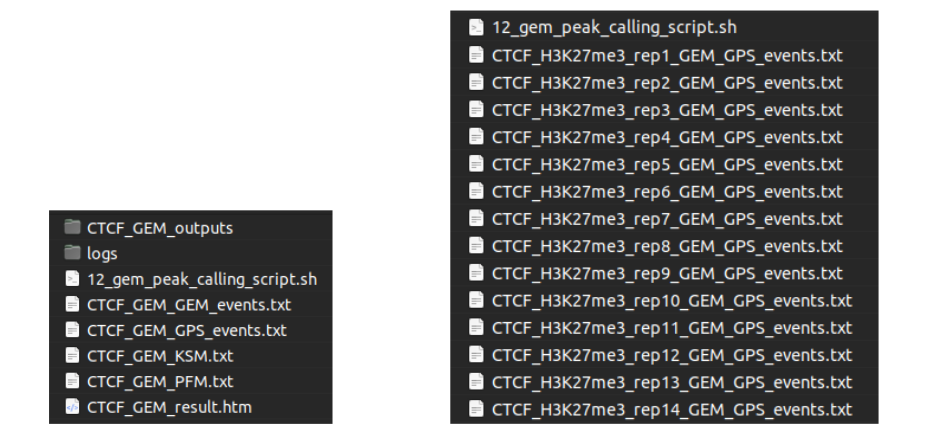 CTCF_GEM_outputs
logs
12_gem_peak_calling_script.sh
CTCF_GEM_GEM_events.txt
CTCF_GEM_GPS_events.txt
CTCF_GEM_KSM.txt
CTCF_GEM_PFM.txt
CTCF_GEM_result.htm
12_gem_peak_calling_script.sh
CTCF_H3K27me3_rep1_GEM_GPS_events.txt
CTCF_H3K27me3_rep2_GEM_GPS_events.txt
CTCF_H3K27me3_rep3_GEM_GPS_events.txt
CTCF_H3K27me3_rep4_GEM_GPS_events.txt
CTCF_H3K27me3_rep5_GEM_GPS_events.txt
CTCF_H3K27me3_rep6_GEM_GPS_events.txt
CTCF_H3K27me3_rep7_GEM_GPS_events.txt
CTCF_H3K27me3_rep8_GEM_GPS_events.txt
CTCF_H3K27me3_rep9_GEM_GPS_events.txt
CTCF_H3K27me3_rep10_GEM_GPS_events.txt
CTCF_H3K27me3_rep11_GEM_GPS_events.txt
CTCF_H3K27me3_rep12_GEM_GPS_events.txt
CTCF_H3K27me3_rep13_GEM_GPS_events.txt
CTCF_H3K27me3_rep14_GEM_GPS_events.txt